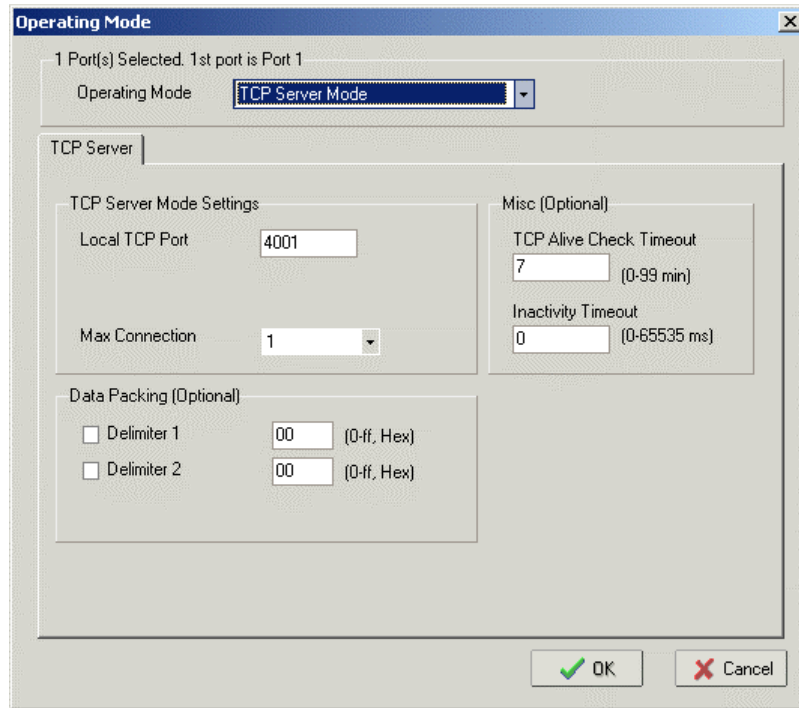 Operating Mode
1 Port(s) Selected. 1st port is Port 1
Operating Mode
TCP Server Mode
TCP Server
TCP Server Mode Settings
Local TCP Port
4001
Max Connection
1
Misc (Optional)
TCP Alive Check Timeout
7
(0-99 min)
Inactivity Timeout
0
(0-65535 ms)
Data Packing (Optional)
Delimiter 1
00
(0-ff, Hex)
Delimiter 2
00
(0-ff, Hex)
OK
Cancel